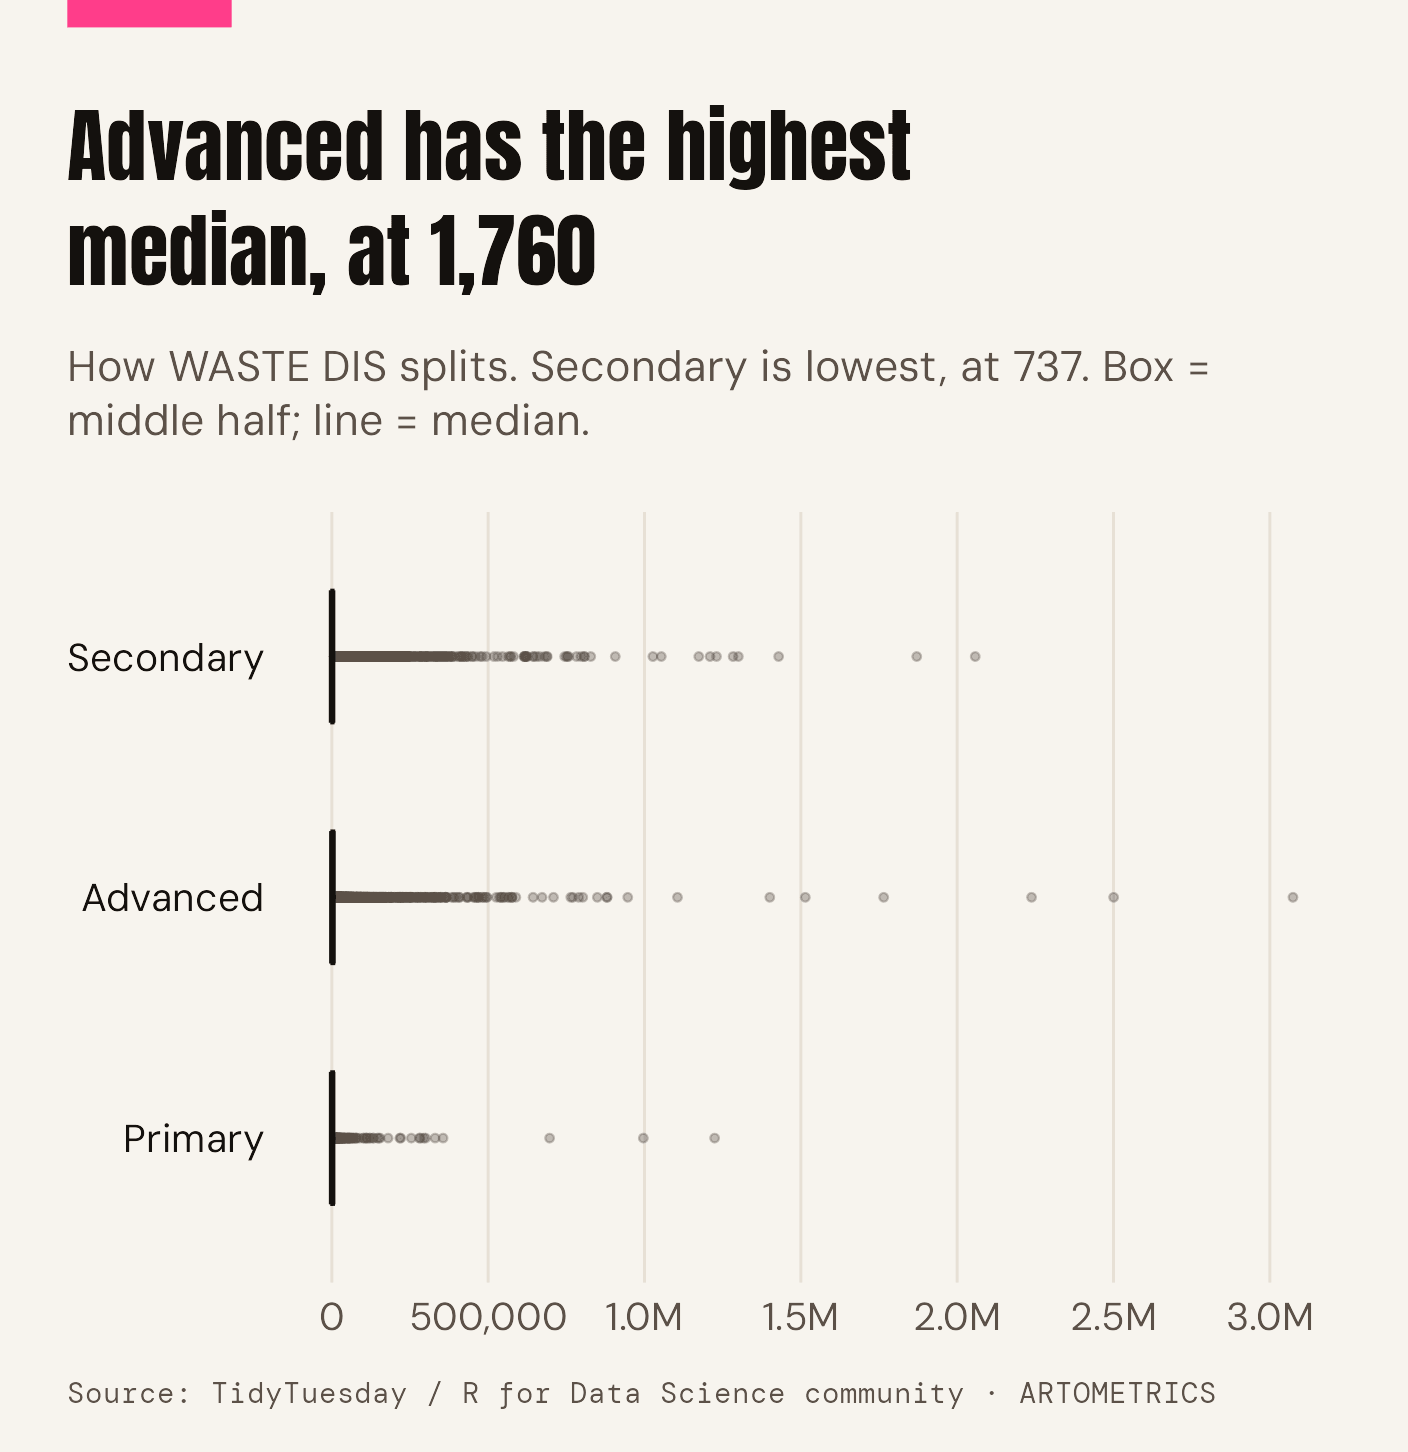 Advanced has the highest
median, at 1,760
How WASTE DIS splits. Secondary is lowest, at 737. Box =
middle half; line = median.
Secondary
Advanced
Primary
0 500,000 1.0M 1.5M 2.0M 2.5M 3.0M
Source: TidyTuesday / R for Data Science community · ARTOMETRICS